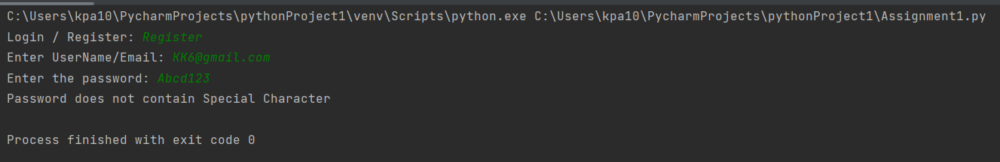 C:\Users\kpa10\PycharmProjects\pythonProject1\venv\Scripts\python.exe C:\Users\kpa10\PycharmProjects\pythonProject1\Assignment1.py
Login / Register: Register
Enter UserName/Email: KK6@gmail.com
Enter the password: Abcd123
Password does not contain Special Character
Process finished with exit code 0